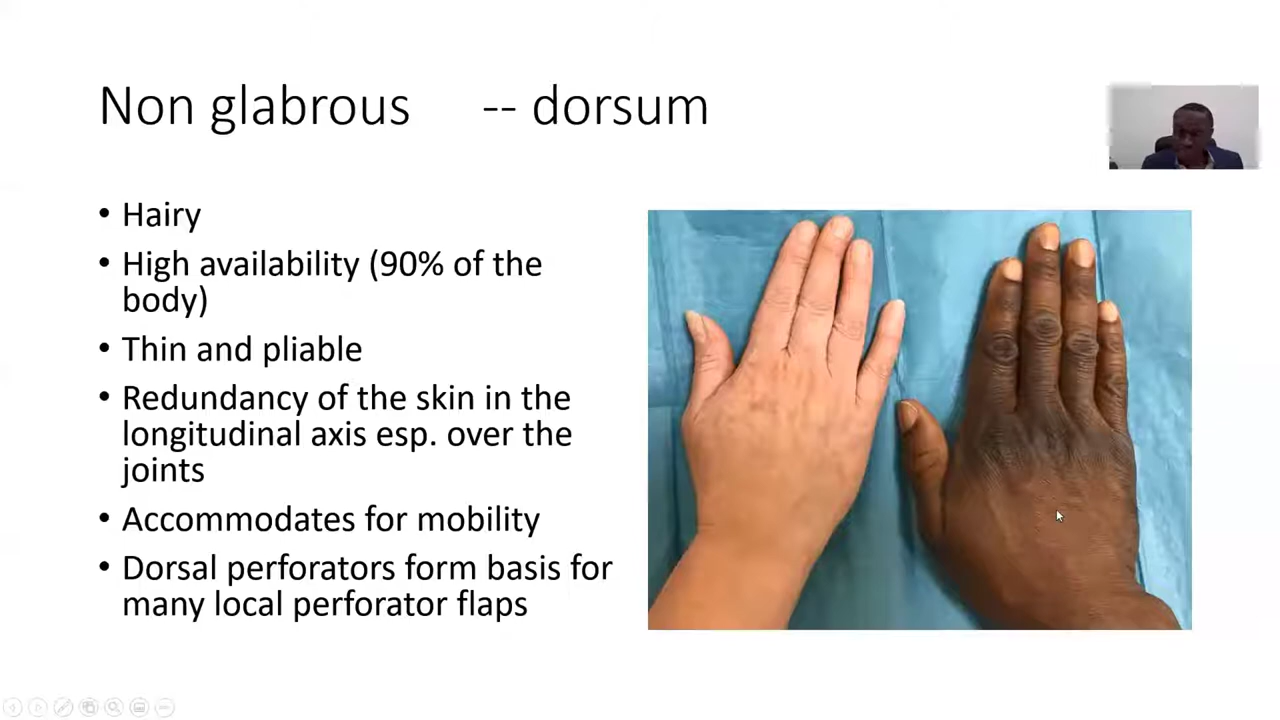 Non glabrous -- dorsum
• Hairy
• High availability (90% of the
body)
• Thin and pliable
• Redundancy of the skin in the
longitudinal axis esp. over the
joints
• Accommodates for mobility
• Dorsal perforators form basis for
many local perforator flaps